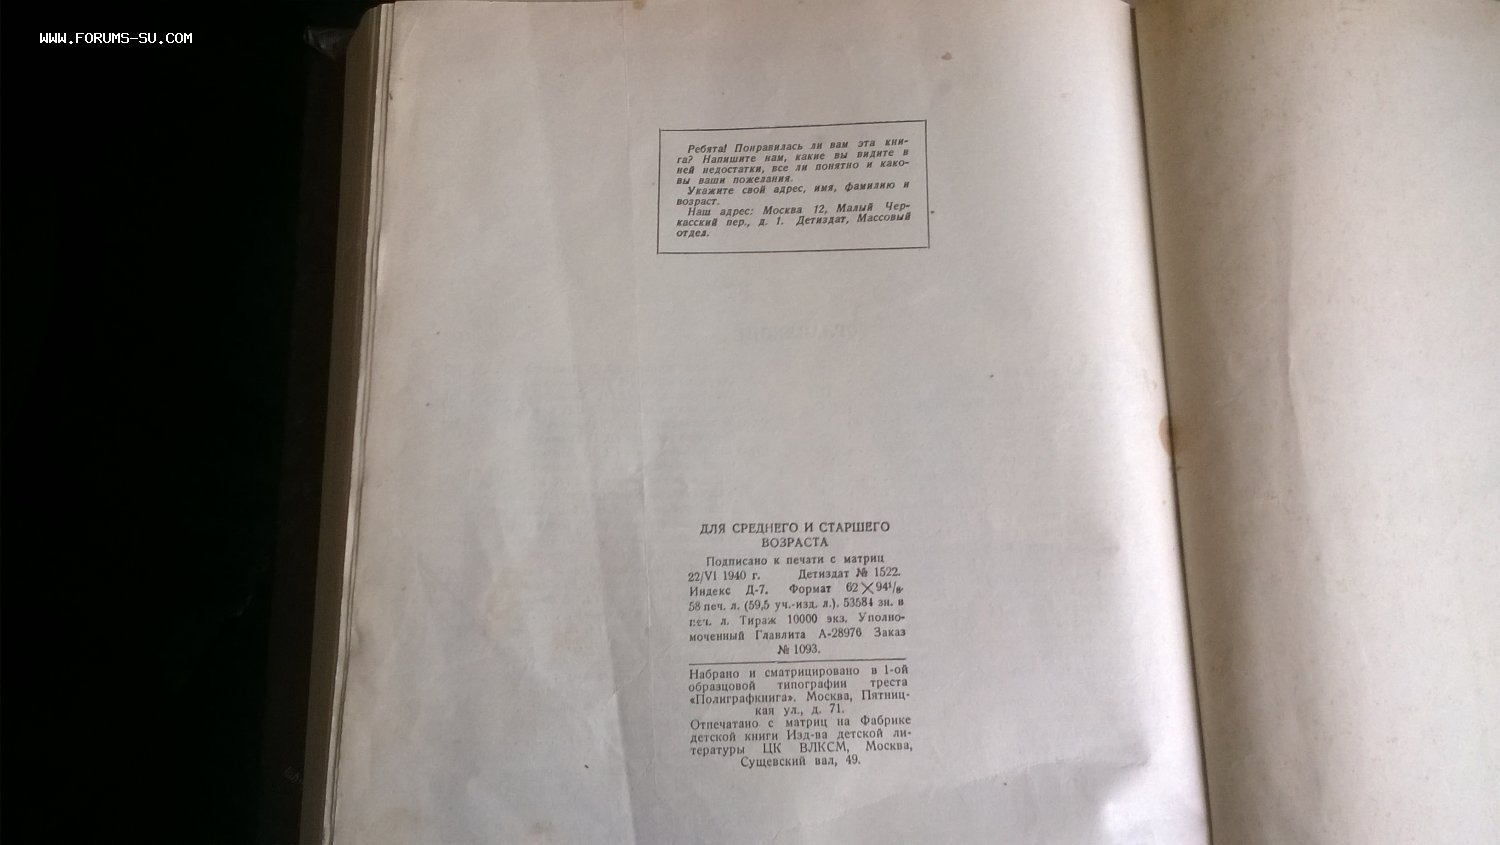 WWW.FORUMS-SU.COM
Ребята! Понравилась ли вам эта кни-
га? Напишите нам, какие вы видите в
ней недостатки, все ли понятно и како-
вы ваши пожелания.
Укажите свой адрес, имя, фамилию и
возраст.
Наш адрес: Москва 12, Малый Чер-
касский пер., д. 1. Детиздат, Массовый
отдел.
ДЛЯ СРЕДНЕГО И СТАРШЕГО
ВОЗРАСТА
Подписано к печати с матриц
22/VI 1940 г. Детиздат № 1522.
Индекс Д-7. Формат 62×94¹/₈.
58 печ. л. (59,5 уч.-изд. л.). 53584 зн. в
печ. л. Тираж 10000 экз. Уполно-
моченный Главлита А-28976 Заказ
№ 1093.
Набрано и сматрицировано в 1-ой
образцовой типографии треста
«Полиграфкнига». Москва, Пятниц-
кая ул., д. 71.
Отпечатано с матриц на Фабрике
детской книги Изд-ва детской ли-
тературы ЦК ВЛКСМ, Москва,
Сущевский вал, 49.